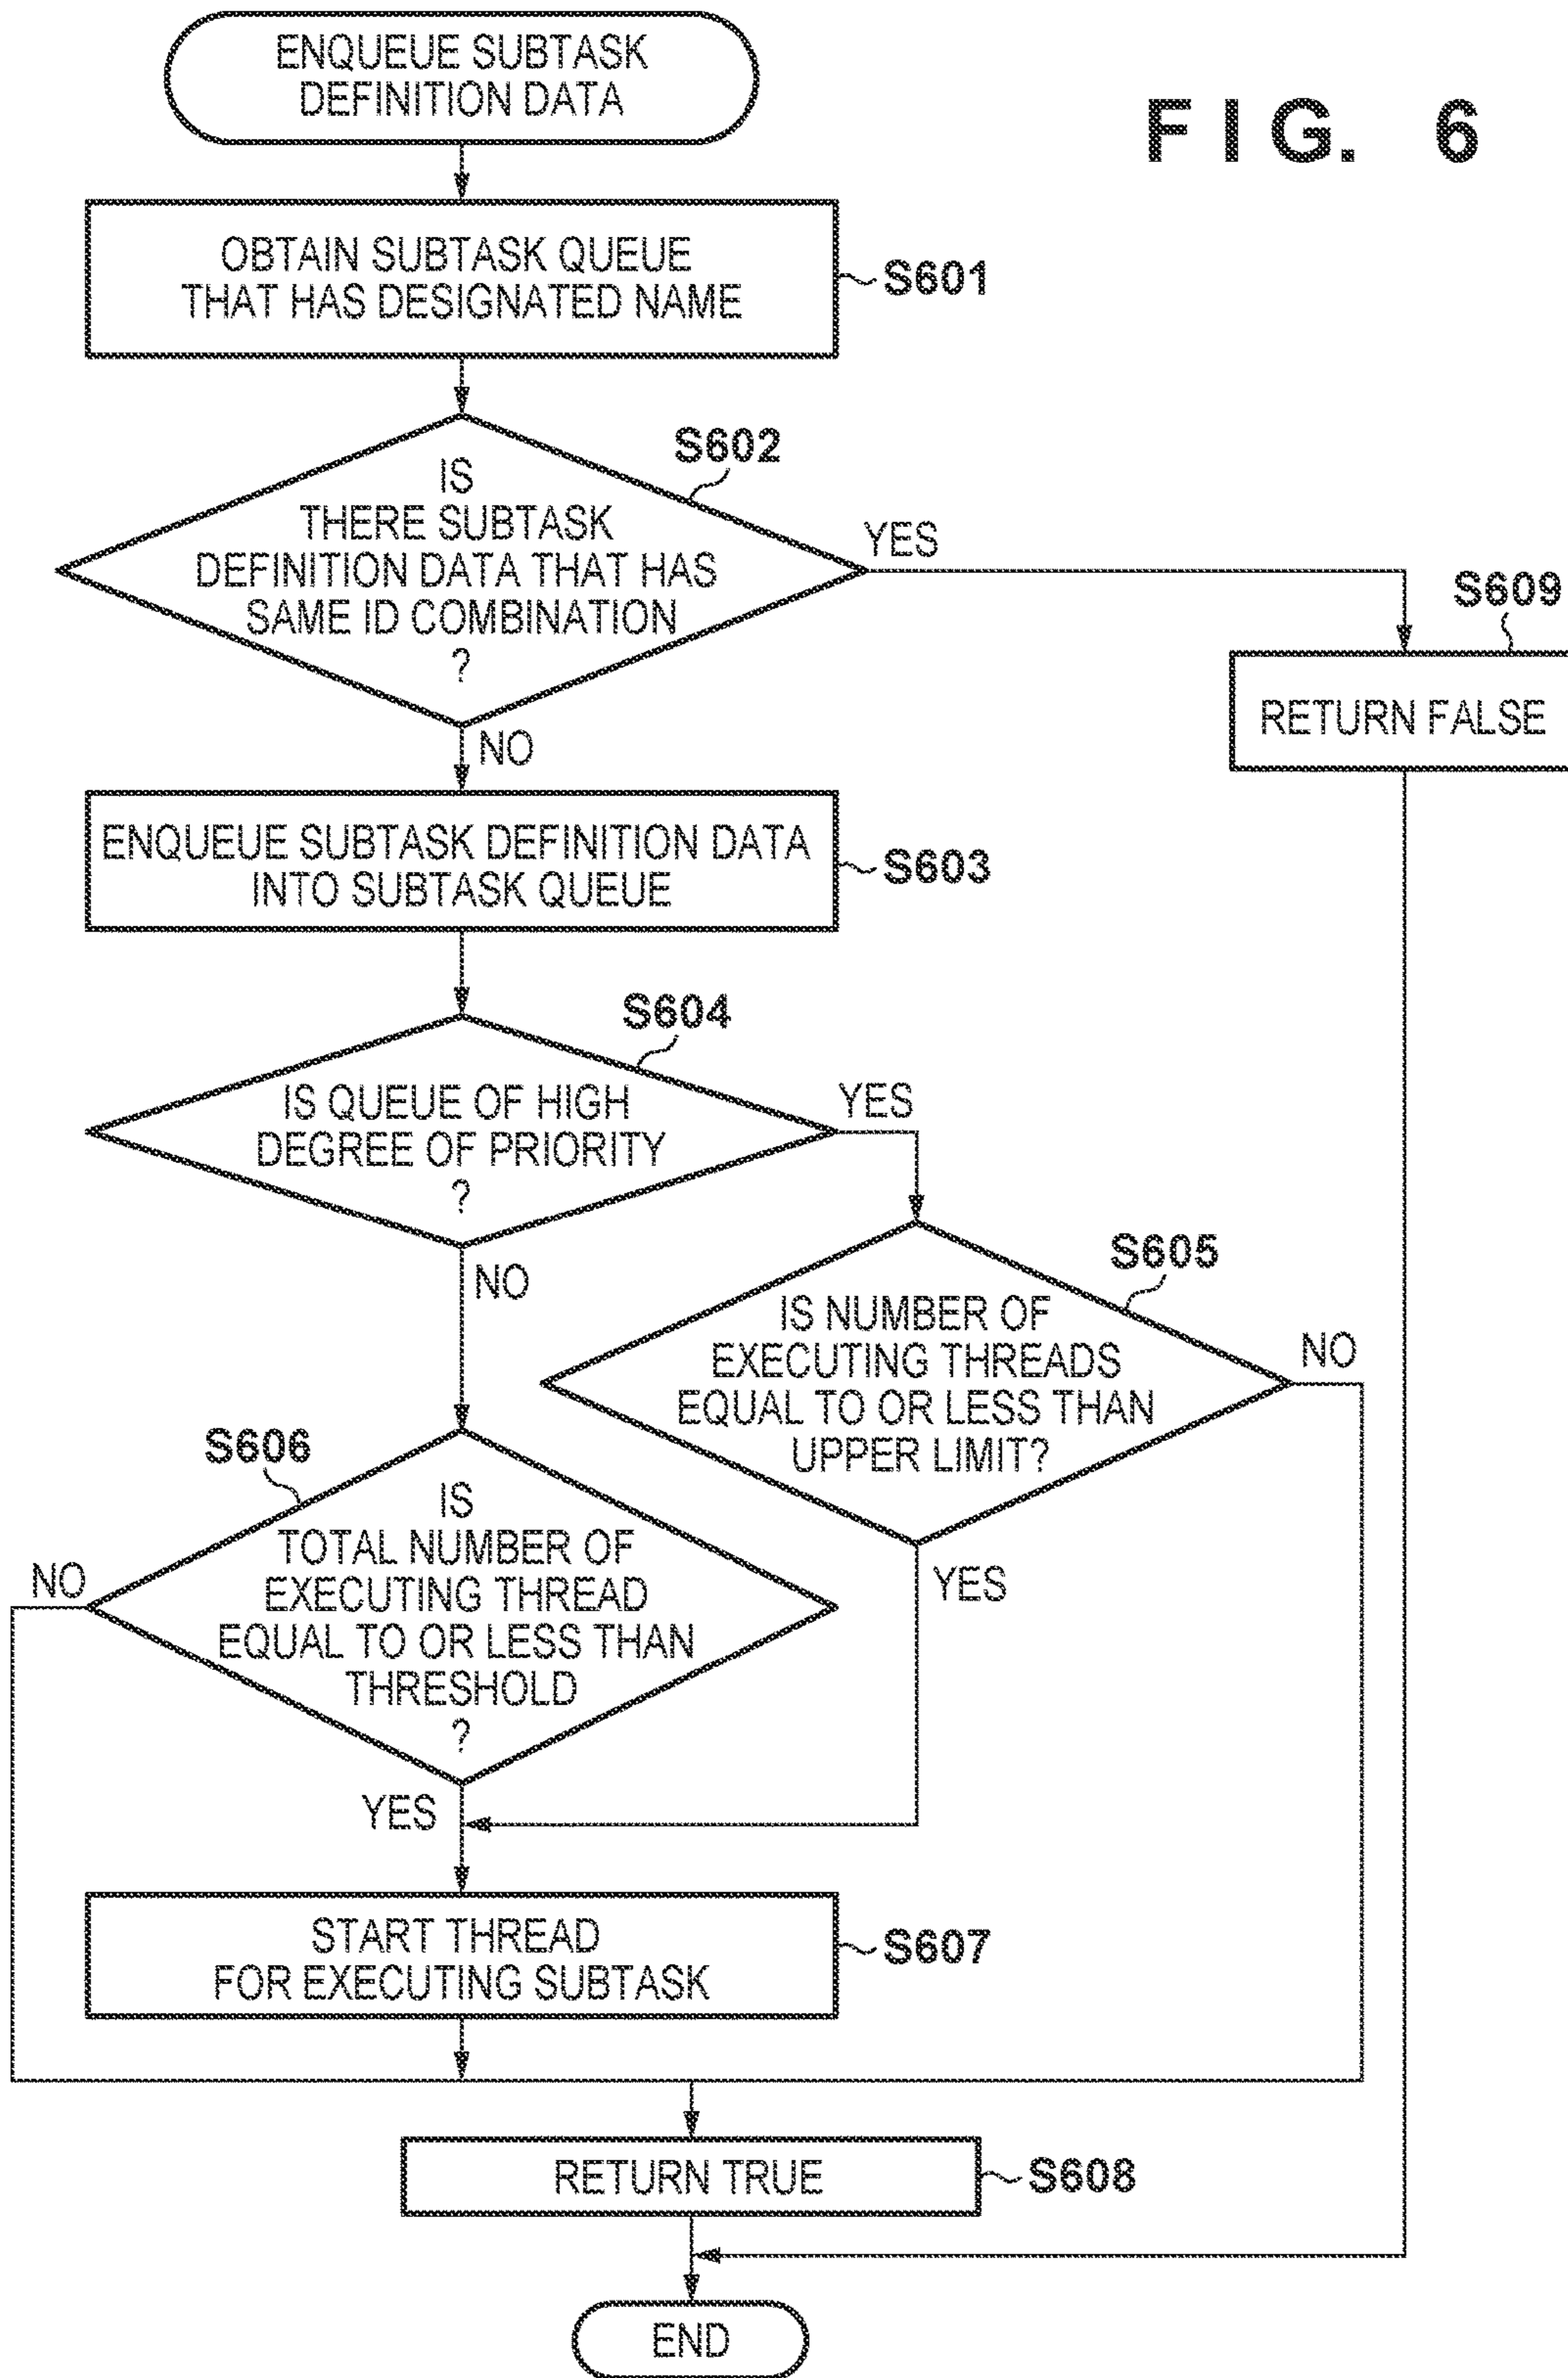 ENQUEUE SUBTASK
DEFINITION DATA
FIG. 6
OBTAIN SUBTASK QUEUE
THAT HAS DESIGNATED NAME
S601
S602
IS
THERE SUBTASK
DEFINITION DATA THAT HAS
SAME ID COMBINATION
?
YES
NO
S609
RETURN FALSE
ENQUEUE SUBTASK DEFINITION DATA
INTO SUBTASK QUEUE
S603
S604
IS QUEUE OF HIGH
DEGREE OF PRIORITY
?
YES
NO
S605
IS NUMBER OF
EXECUTING THREADS
EQUAL TO OR LESS THAN
UPPER LIMIT?
NO
YES
S606
IS
TOTAL NUMBER OF
EXECUTING THREAD
EQUAL TO OR LESS THAN
THRESHOLD
?
NO
YES
START THREAD
FOR EXECUTING SUBTASK
S607
RETURN TRUE
S608
END